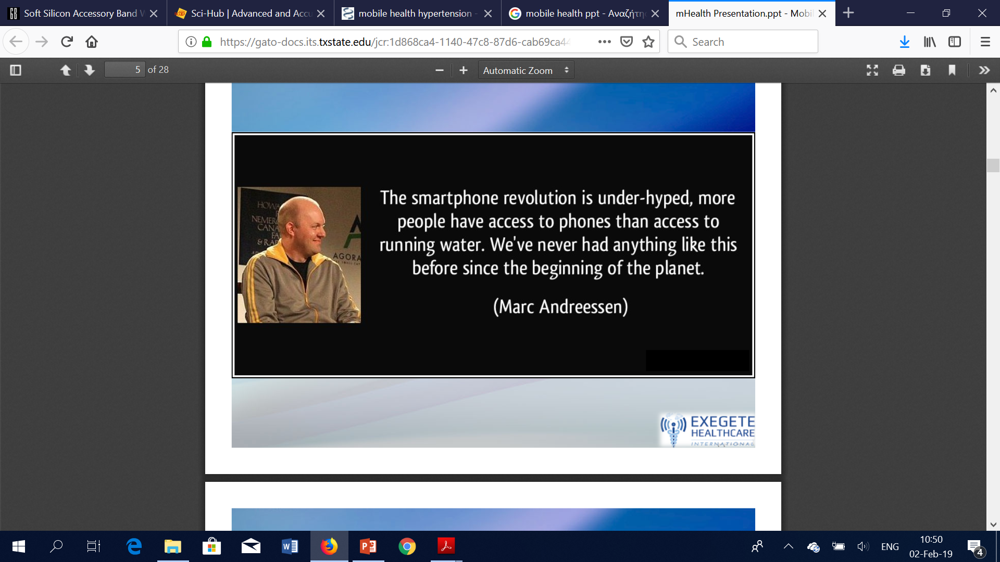 Soft Silicon Accessory Band W
Sci-Hub | Advanced and Accu
mobile health hypertension -
mobile health ppt - Αναζήτησ
mHealth Presentation.ppt - Mobil
https://gato-docs.its.txstate.edu/jcr:1d868ca4-1140-47c8-87d6-cab69ca44
Search
5 of 28
Automatic Zoom
HOWA
NEMER
CANA
FA
& RAP
AGORA
The smartphone revolution is under-hyped, more
people have access to phones than access to
running water. We've never had anything like this
before since the beginning of the planet.
(Marc Andreessen)
EXEGETE
HEALTHCARE
INTERNATIONAL
ENG
10:50
02-Feb-19
4